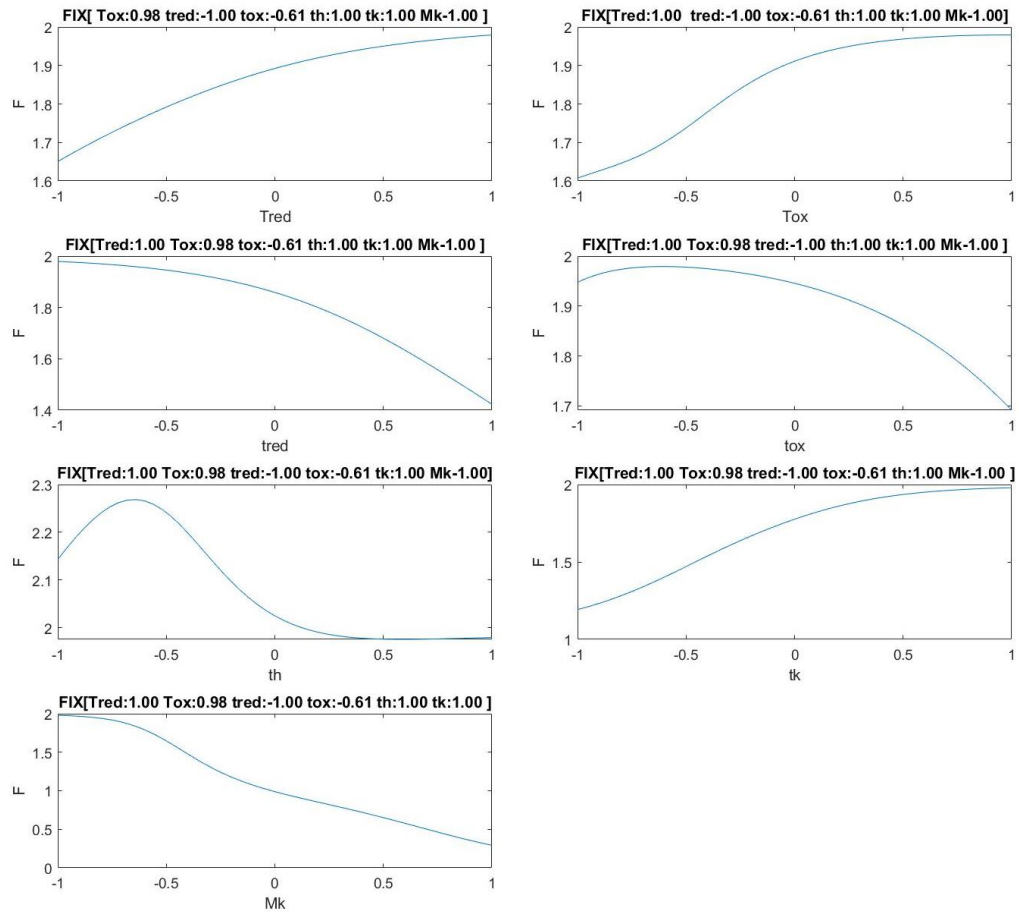 FIX[ Tox:0.98 tred:-1.00 tox:-0.61 th:1.00 tk:1.00 Mk-1.00 ]
2
1.9
1.8
1.7
1.6
F
-1 -0.5 0 0.5 1
Tred
FIX[Tred:1.00  tred:-1.00 tox:-0.61 th:1.00 tk:1.00 Mk-1.00]
2
1.9
1.8
1.7
1.6
F
-1 -0.5 0 0.5 1
Tox
FIX[Tred:1.00 Tox:0.98 tox:-0.61 th:1.00 tk:1.00 Mk-1.00 ]
2
1.8
1.6
1.4
F
-1 -0.5 0 0.5 1
tred
FIX[Tred:1.00 Tox:0.98 tred:-1.00 th:1.00 tk:1.00 Mk-1.00 ]
2
1.9
1.8
1.7
F
-1 -0.5 0 0.5 1
tox
FIX[Tred:1.00 Tox:0.98 tred:-1.00 tox:-0.61 tk:1.00 Mk-1.00]
2.3
2.2
2.1
2
F
-1 -0.5 0 0.5 1
th
FIX[Tred:1.00 Tox:0.98 tred:-1.00 tox:-0.61 th:1.00 Mk-1.00 ]
2
1.5
1
F
-1 -0.5 0 0.5 1
tk
FIX[Tred:1.00 Tox:0.98 tred:-1.00 tox:-0.61 th:1.00 tk:1.00 ]
2
1.5
1
0.5
0
F
-1 -0.5 0 0.5 1
Mk